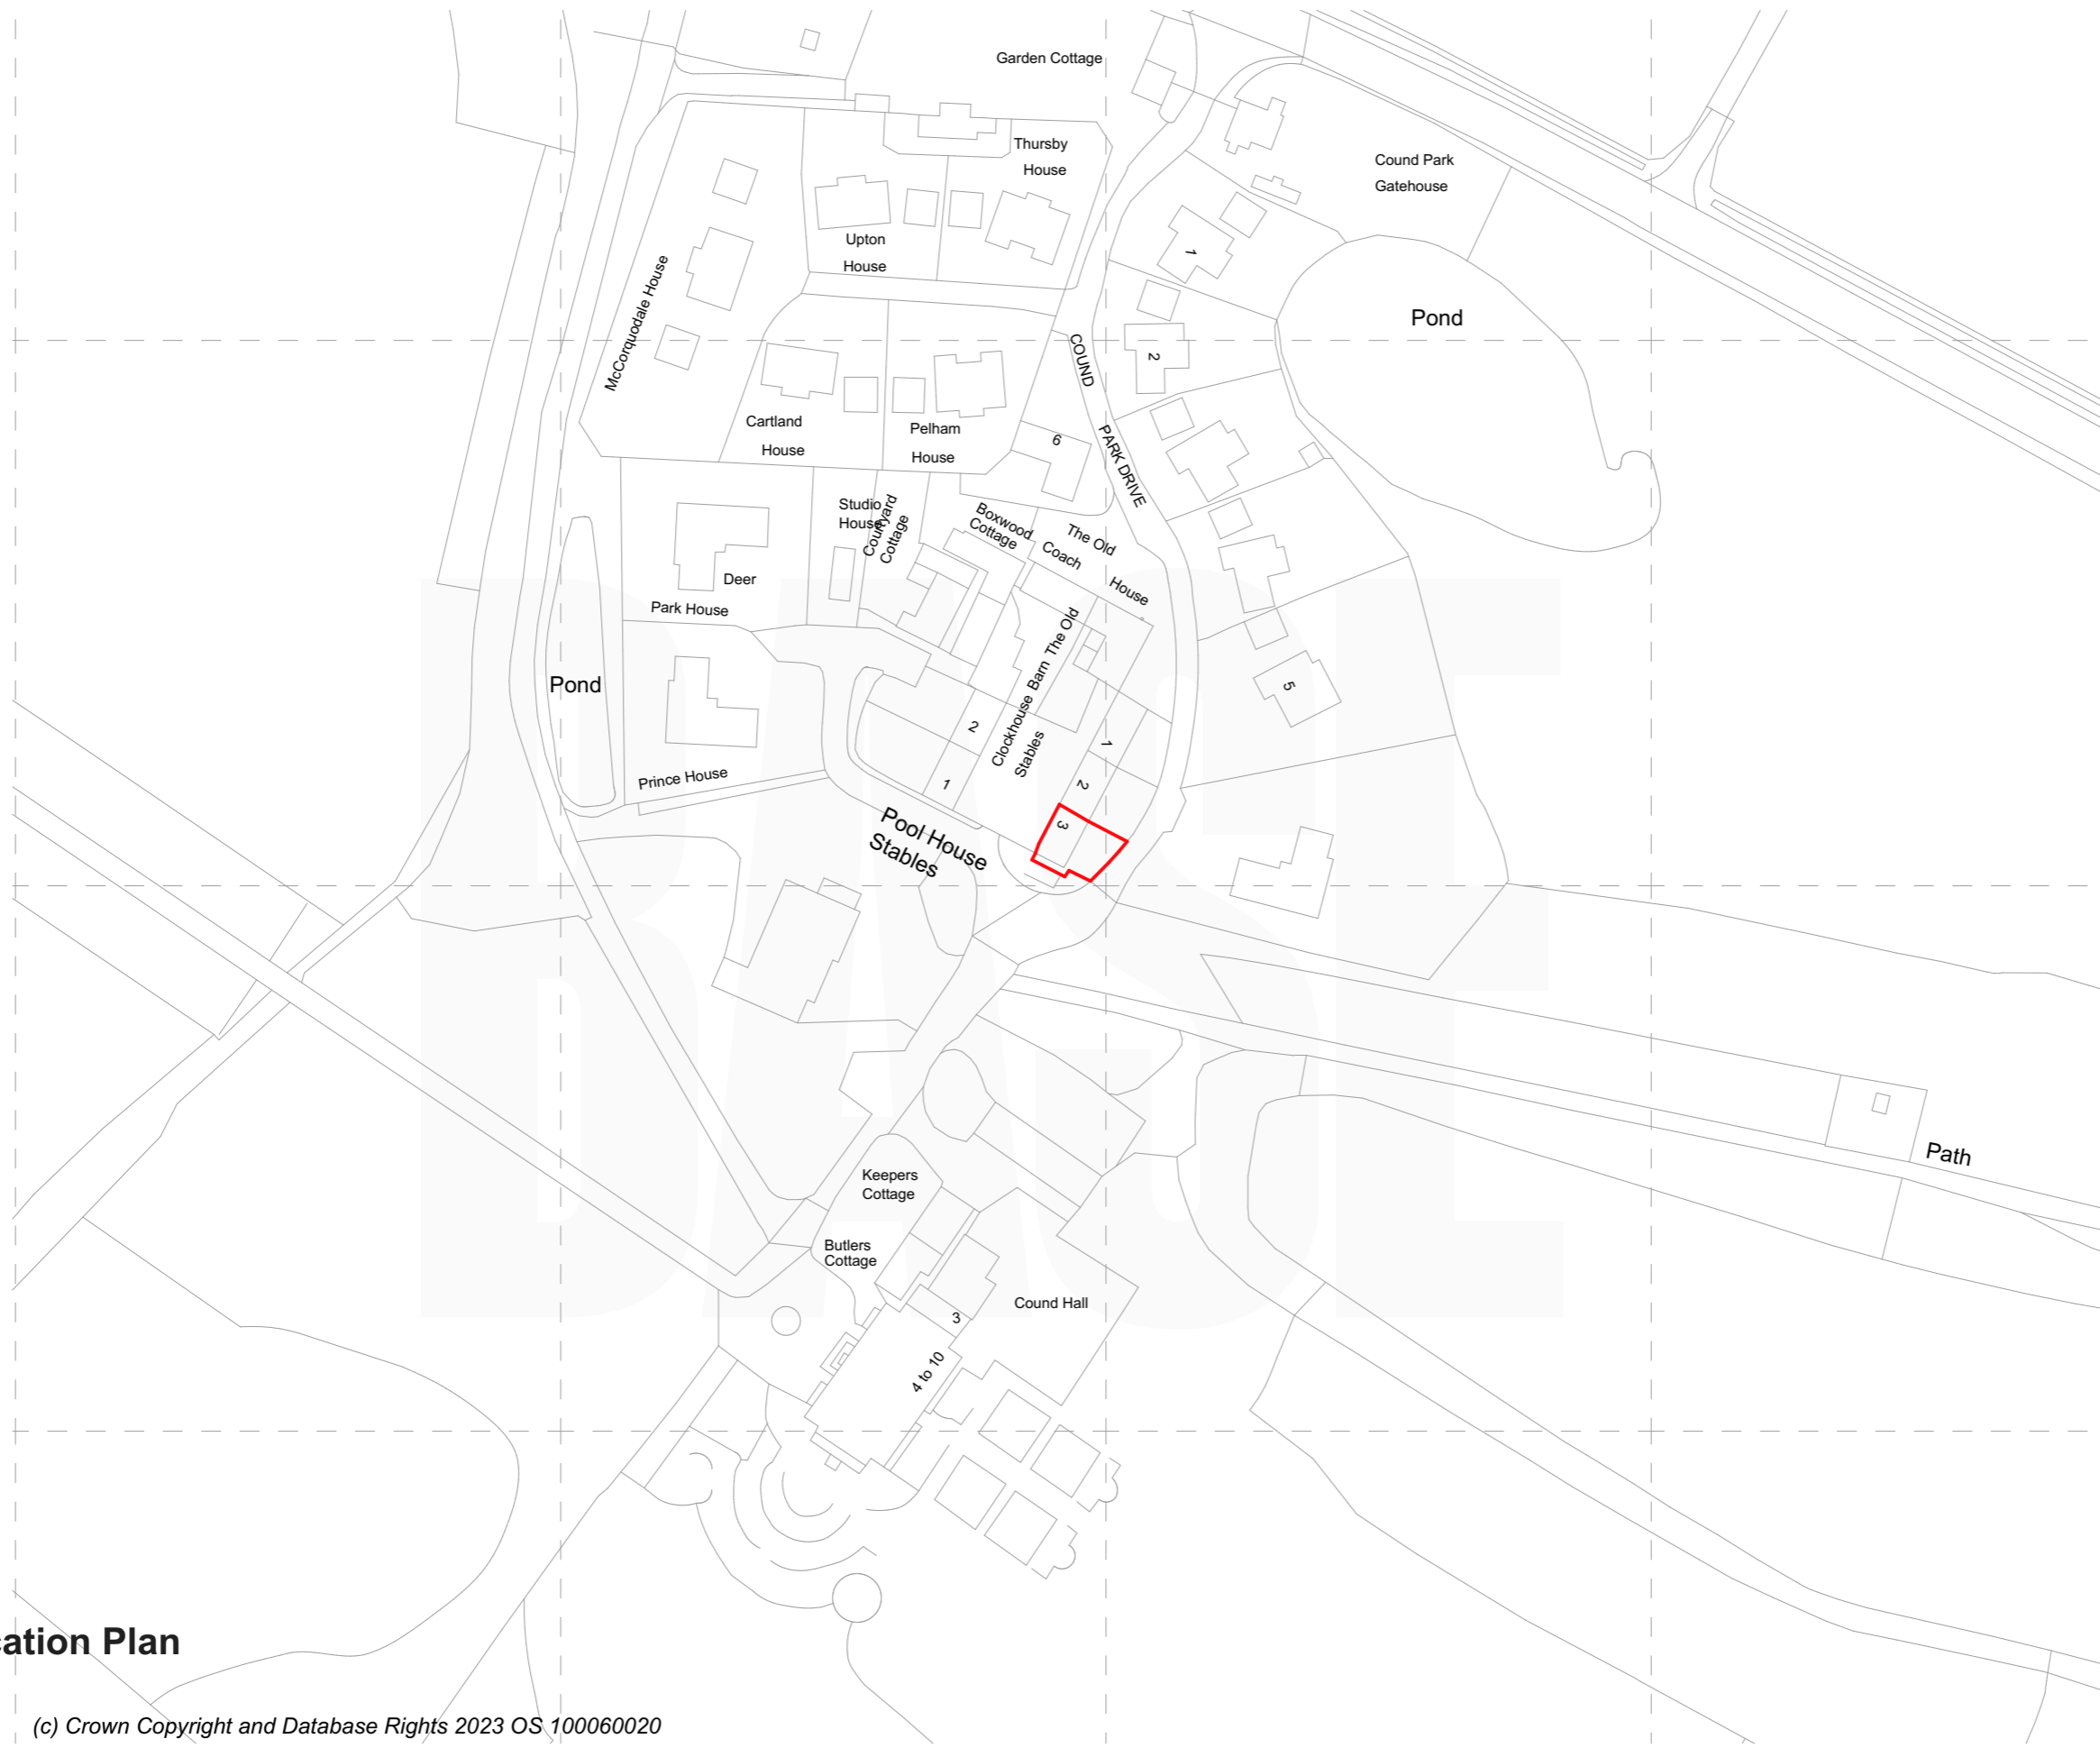 Garden Cottage
Thursby
House
Cound Park
Gatehouse
Upton
House
1
McCorquodale House
Pond
COUND
2
Cartland
House
Pelham
House
6
PARK DRIVE
Studio
House
Courtyard
Cottage
Boxwood
Cottage
The Old
Coach
House
Deer
Park House
The Old
Clockhouse Barn
Stables
Pond
5
2
1
1
2
3
Prince House
Pool House
Stables
BASE
Path
Keepers
Cottage
Butlers
Cottage
Cound Hall
3
4 to 10
ation Plan
(c) Crown Copyright and Database Rights 2023 OS 100060020